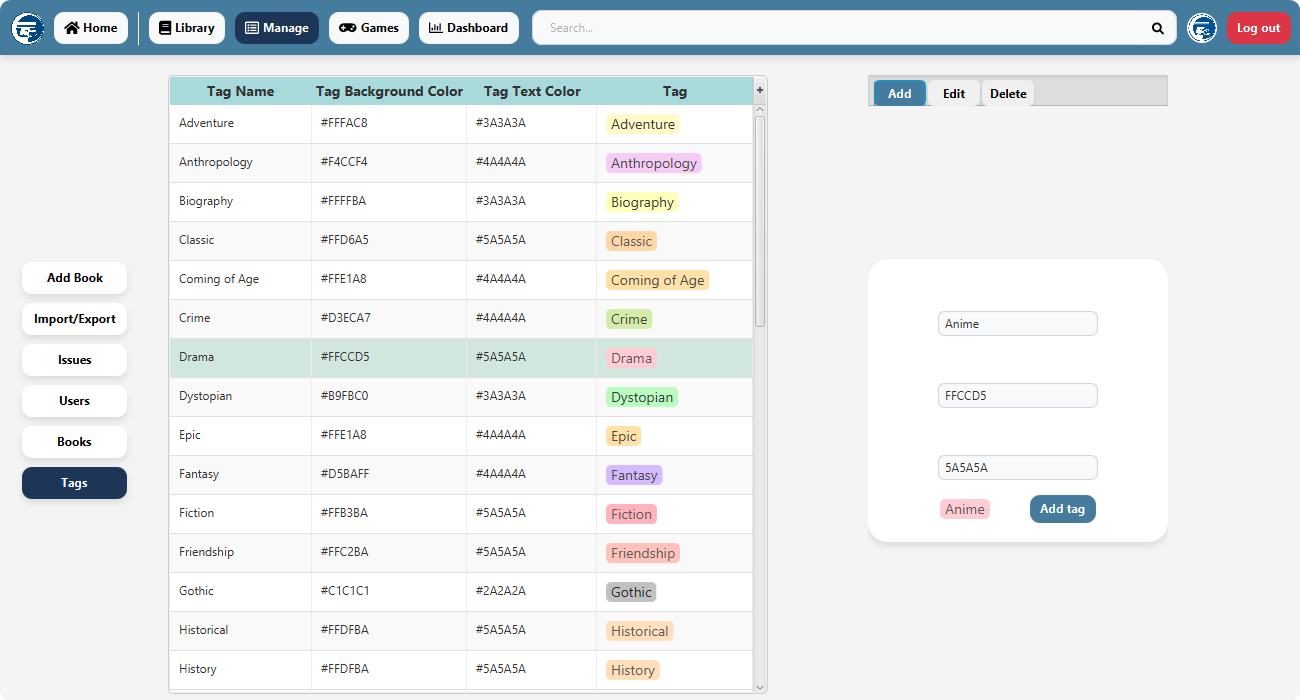 Home Library Manage Games Dashboard Search... Log out
Tag Name Tag Background Color Tag Text Color Tag +
Adventure #FFFAC8 #3A3A3A Adventure
Anthropology #F4CCF4 #4A4A4A Anthropology
Biography #FFFFBA #3A3A3A Biography
Classic #FFD6A5 #5A5A5A Classic
Coming of Age #FFE1A8 #4A4A4A Coming of Age
Crime #D3ECA7 #4A4A4A Crime
Drama #FFCCD5 #5A5A5A Drama
Dystopian #B9FBC0 #3A3A3A Dystopian
Epic #FFE1A8 #4A4A4A Epic
Fantasy #D5BAFF #4A4A4A Fantasy
Fiction #FFB3BA #5A5A5A Fiction
Friendship #FFC2BA #5A5A5A Friendship
Gothic #C1C1C1 #2A2A2A Gothic
Historical #FFDFBA #5A5A5A Historical
History #FFDFBA #5A5A5A History
Add Book
Import/Export
Issues
Users
Books
Tags
Add Edit Delete
Anime
FFCCD5
5A5A5A
Anime Add tag